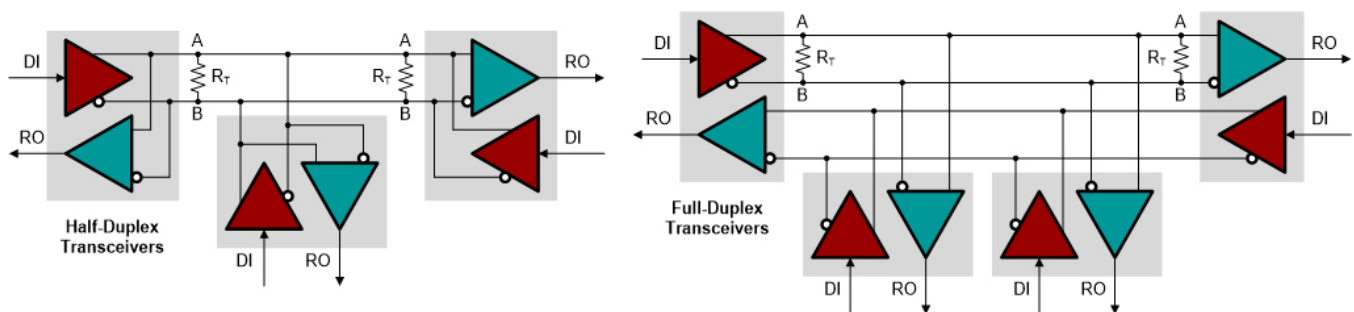 A
A
DI
RT
RT
RO
B
B
RO
DI
Half-Duplex
Transceivers
DI
RO
A
A
DI
RT
RT
RO
B
B
RO
DI
Full-Duplex
Transceivers
DI
RO
DI
RO